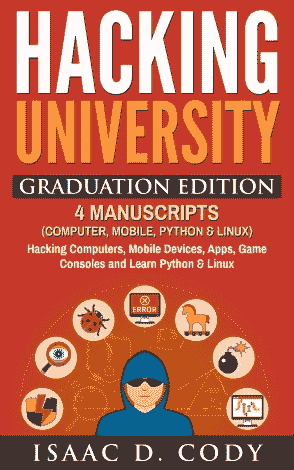 HACKING
UNIVERSITY
GRADUATION EDITION
4 MANUSCRIPTS
(COMPUTER, MOBILE, PYTHON & LINUX)
Hacking Computers, Mobile Devices, Apps, Game
Consoles and Learn Python & Linux
ERROR
ISAAC D. CODY